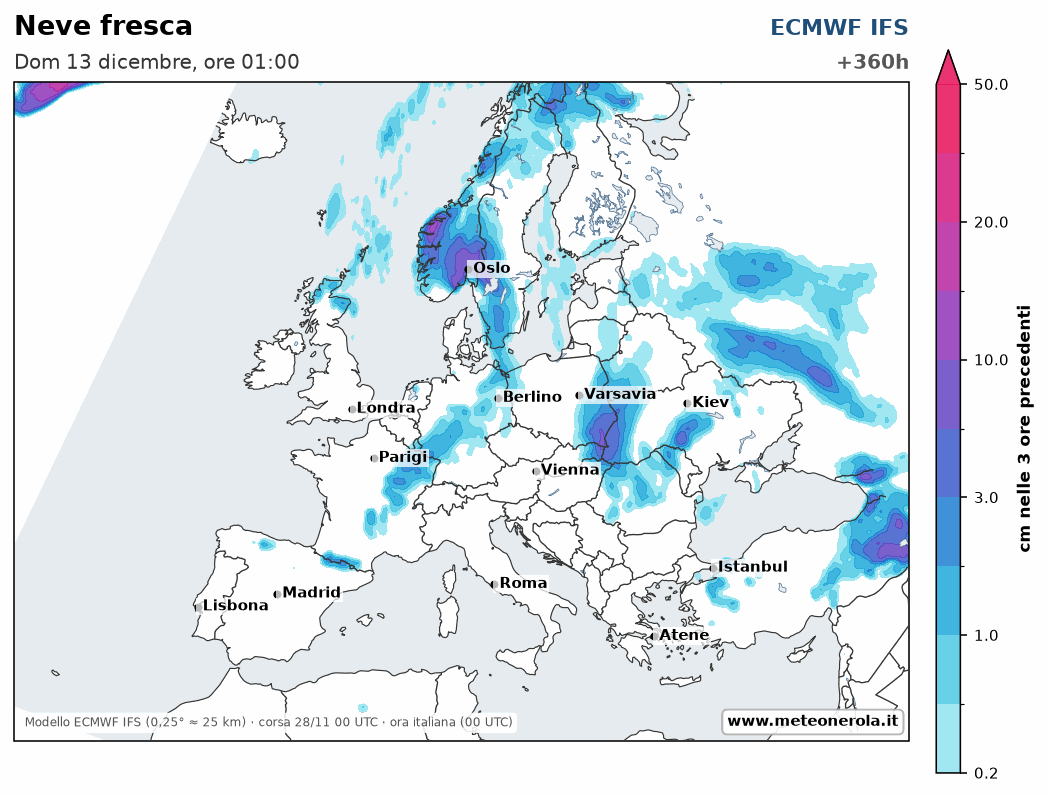 Neve fresca
ECMWF IFS
Dom 13 dicembre, ore 01:00
+360h
50.0
20.0
10.0
3.0
1.0
0.2
cm nelle 3 ore precedenti
Oslo
Berlino
Varsavia
Kiev
Londra
Parigi
Vienna
Istanbul
Roma
Madrid
Lisbona
Atene
Modello ECMWF IFS (0,25° ≈ 25 km) · corsa 28/11 00 UTC · ora italiana (00 UTC)
www.meteonerola.it